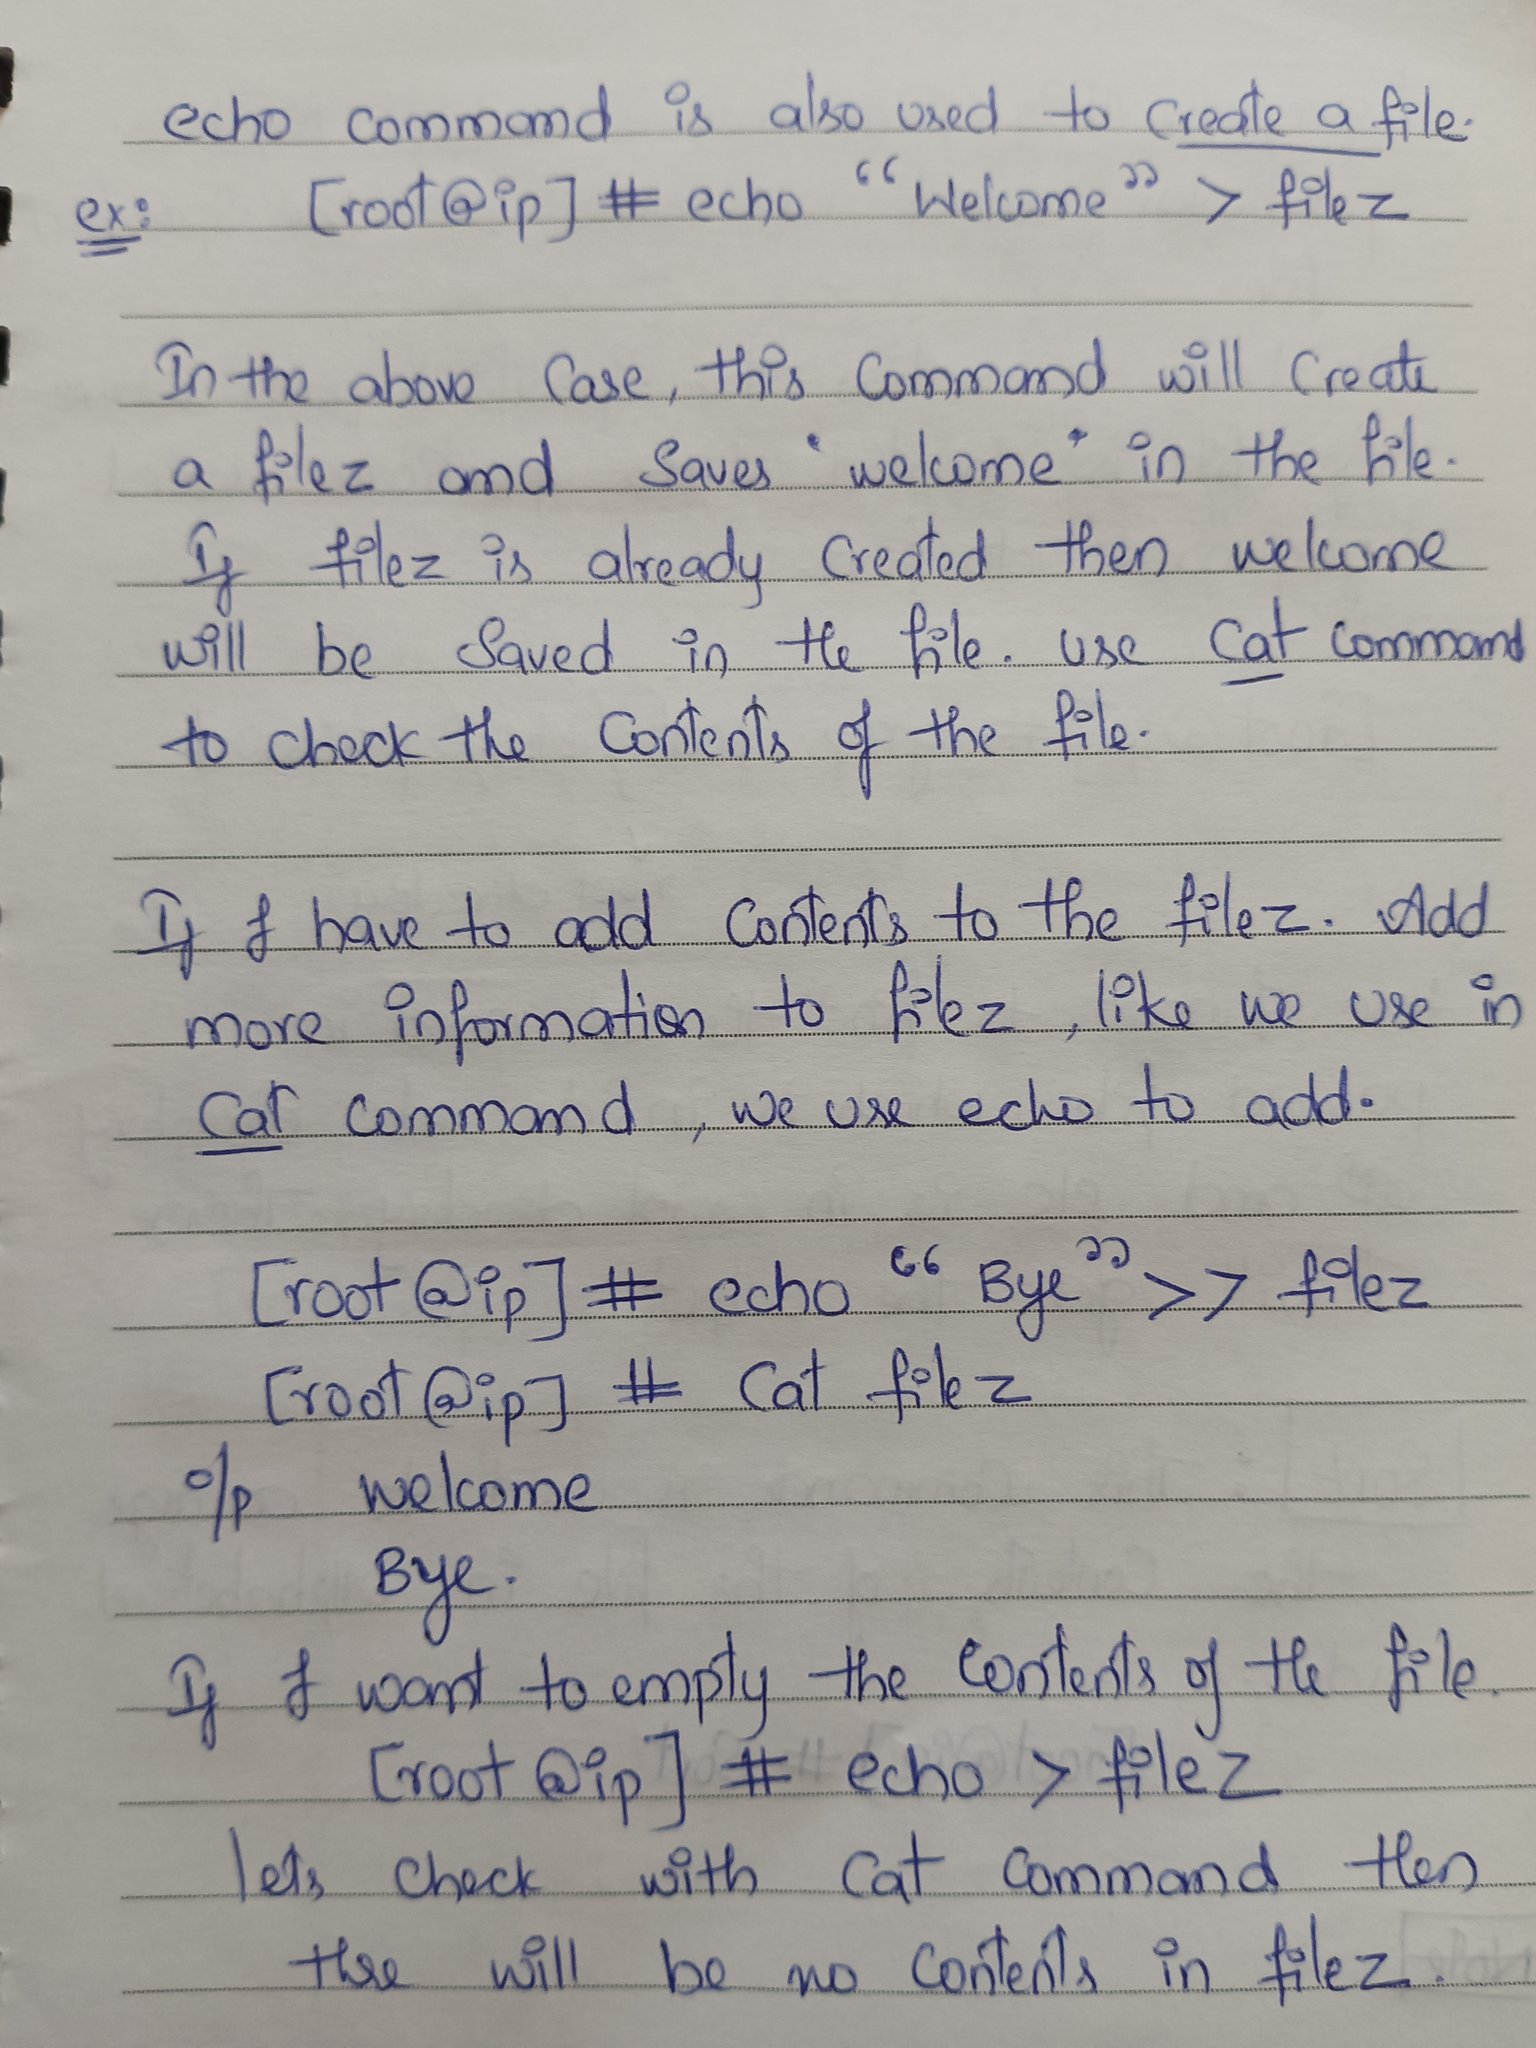 echo command is also used to create a file.
ex: [root@ip] # echo “Welcome” > filez
In the above Case, this Command will Create
a filez and Saves "welcome" in the file.
If filez is already Created then welcome
will be Saved in the file. use Cat Command
to check the Contents of the file.
If I have to add Contents to the filez. Add
more information to filez, like we use in
Cat Command, we use echo to add.
[root@ip] # echo “Bye” >> filez
[root@ip] # Cat filez
o/p welcome
Bye.
If I want to empty the Contents of the file.
[root@ip] # echo > filez
lets Check with Cat Command then
thre will be no Contents in filez.